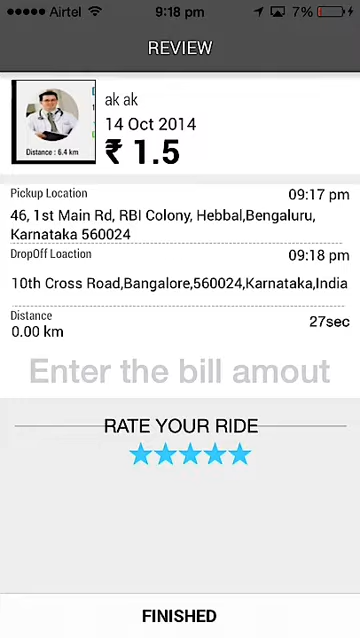 Airtel 9:18 pm 7%
REVIEW
ak ak
14 Oct 2014
₹ 1.5
Distance : 6.4 km
Pickup Location 09:17 pm
46, 1st Main Rd, RBI Colony, Hebbal,Bengaluru,
Karnataka 560024
DropOff Loaction 09:18 pm
10th Cross Road,Bangalore,560024,Karnataka,India
Distance 27sec
0.00 km
Enter the bill amout
RATE YOUR RIDE
FINISHED